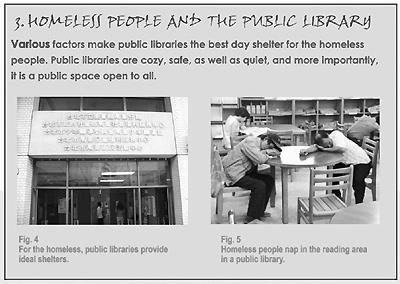 3. HOMELESS PEOPLE AND THE PUBLIC LIBRARY
Various factors make public libraries the best day shelter for the homeless
people. Public libraries are cozy, safe, as well as quiet, and more importantly,
it is a public space open to all.
Fig. 4
For the homeless, public libraries provide
ideal shelters.
Fig. 5
Homeless people nap in the reading area
in a public library.